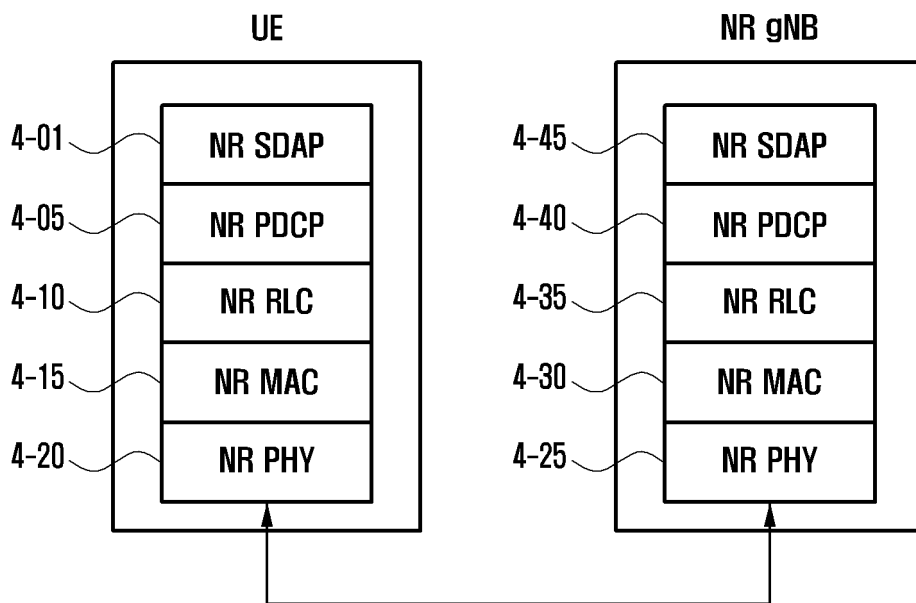 UE NR gNB
4-01 NR SDAP 4-45 NR SDAP
4-05 NR PDCP 4-40 NR PDCP
4-10 NR RLC 4-35 NR RLC
4-15 NR MAC 4-30 NR MAC
4-20 NR PHY 4-25 NR PHY